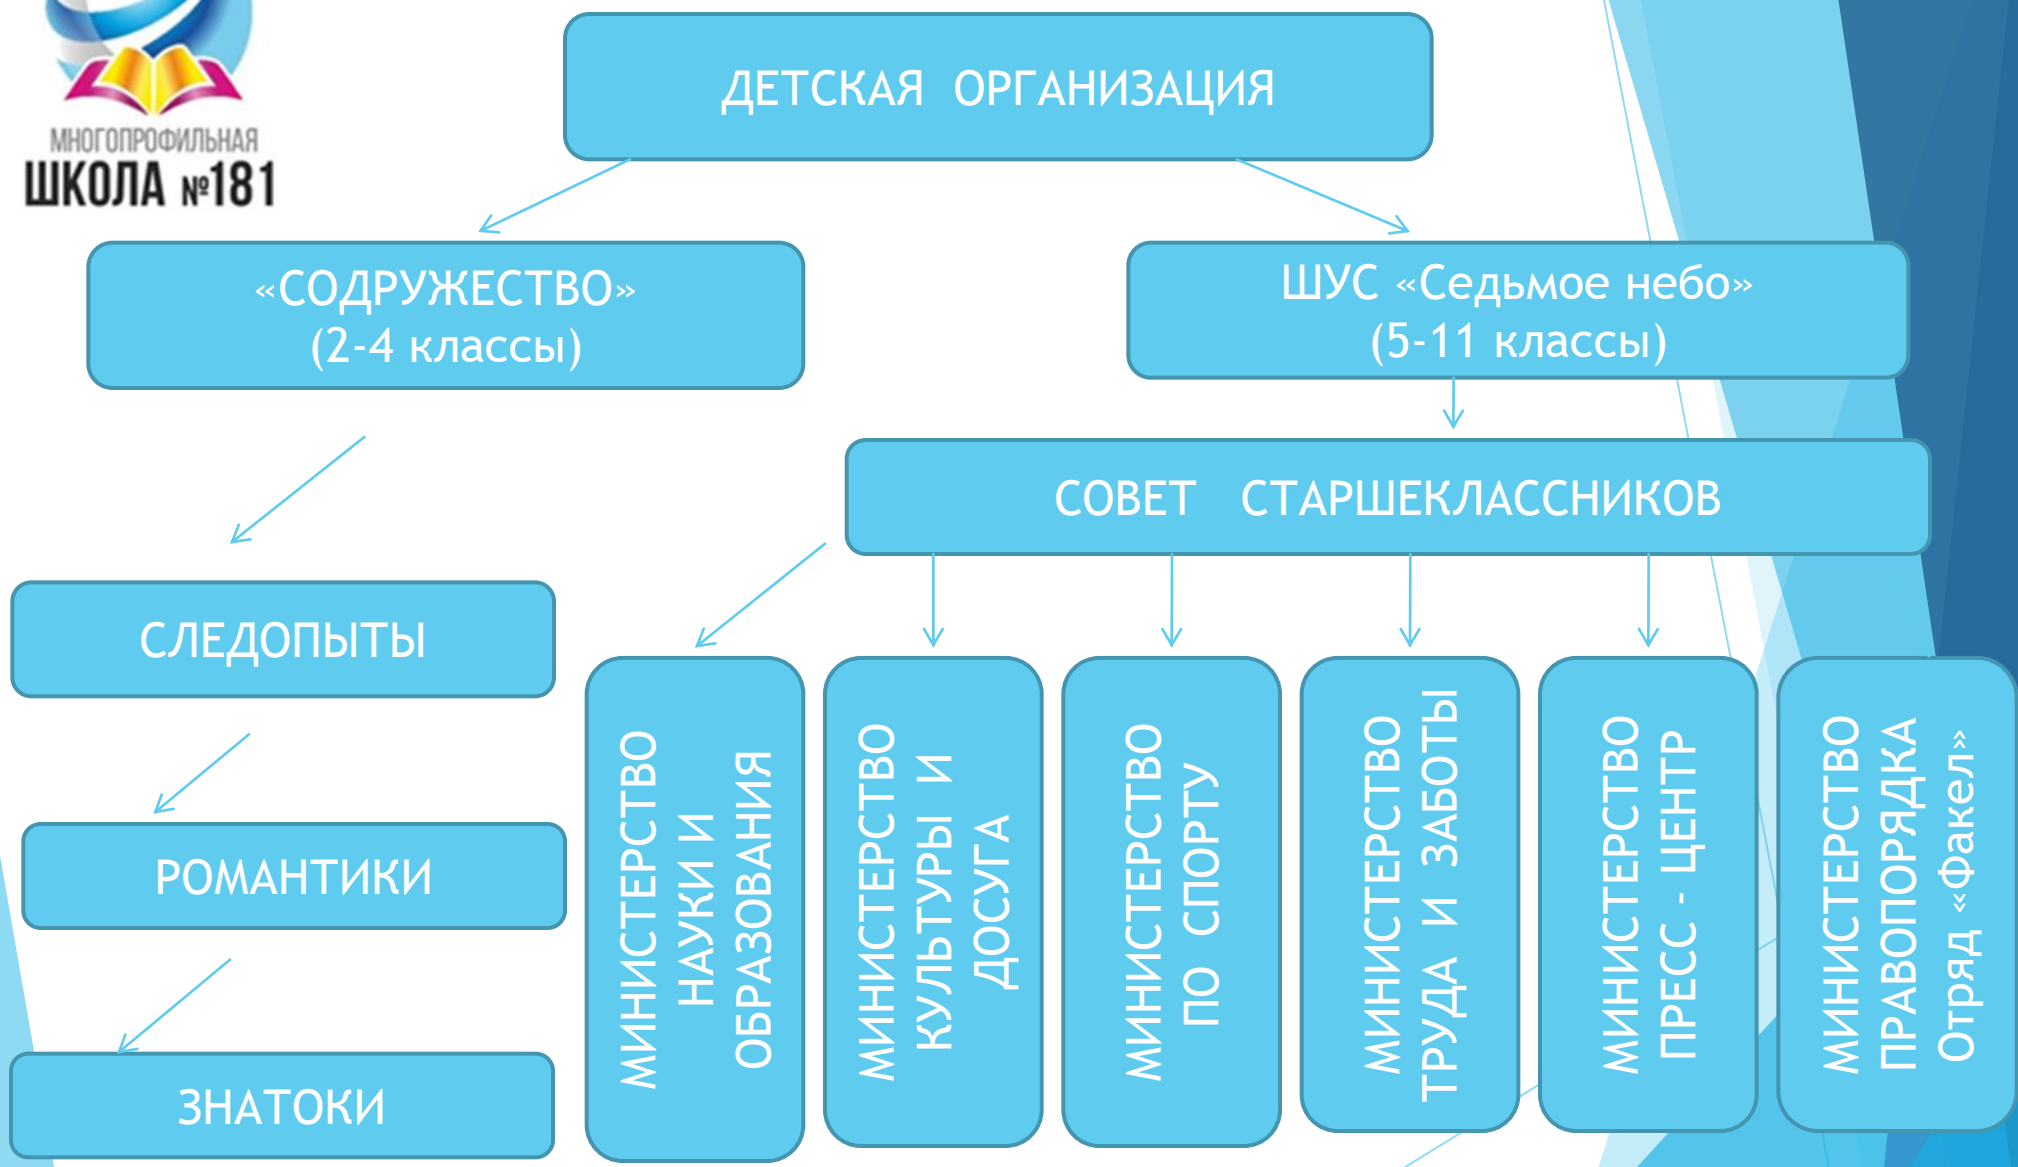 МНОГОПРОФИЛЬНАЯ
ШКОЛА №181
ДЕТСКАЯ ОРГАНИЗАЦИЯ
«СОДРУЖЕСТВО»
(2-4 классы)
ШУС «Седьмое небо»
(5-11 классы)
СОВЕТ СТАРШЕКЛАССНИКОВ
СЛЕДОПЫТЫ
РОМАНТИКИ
ЗНАТОКИ
МИНИСТЕРСТВО
НАУКИ И
ОБРАЗОВАНИЯ
МИНИСТЕРСТВО
КУЛЬТУРЫ И
ДОСУГА
МИНИСТЕРСТВО
ПО СПОРТУ
МИНИСТЕРСТВО
ТРУДА И ЗАБОТЫ
МИНИСТЕРСТВО
ПРЕСС - ЦЕНТР
МИНИСТЕРСТВО
ПРАВОПОРЯДКА
Отряд «Факел»